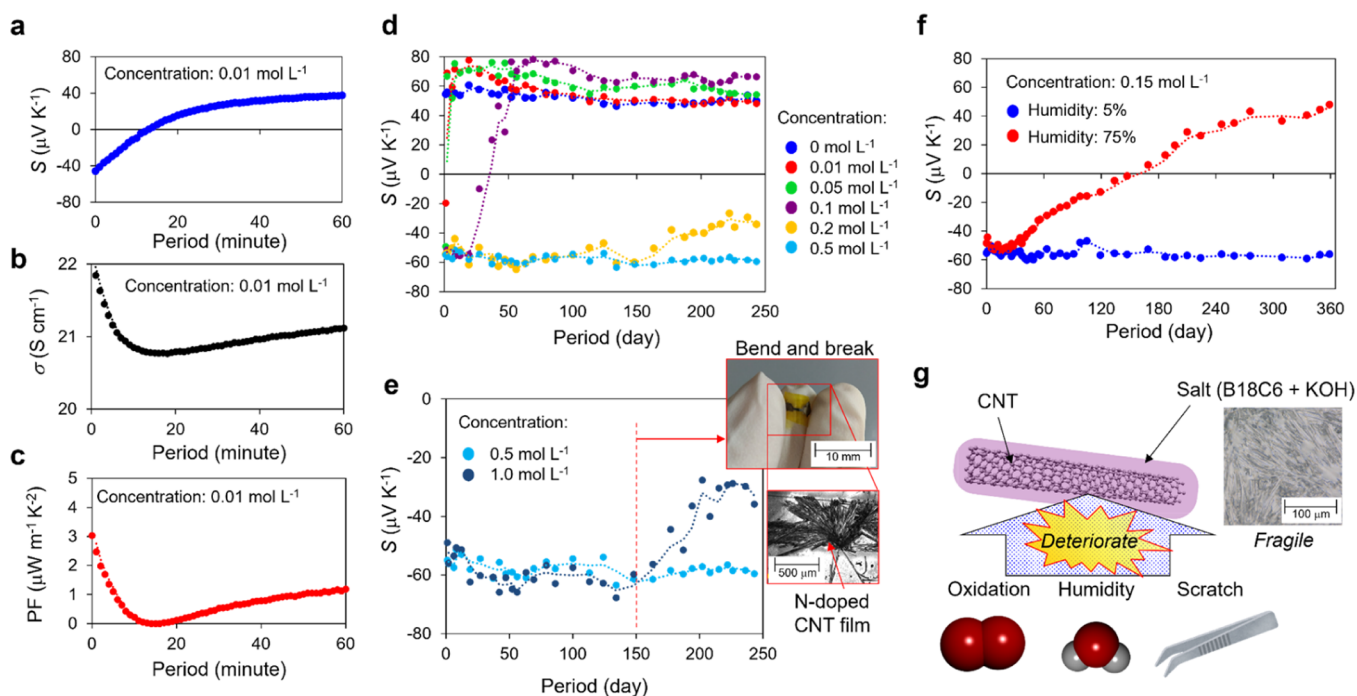 a
80
40
0
-40
-80
S (μV K⁻¹)
Concentration: 0.01 mol L⁻¹
0 20 40 60
Period (minute)
b
22
21
20
σ (S cm⁻¹)
Concentration: 0.01 mol L⁻¹
0 20 40 60
Period (minute)
c
5
4
3
2
1
0
PF (μW m⁻¹ K⁻²)
Concentration: 0.01 mol L⁻¹
0 20 40 60
Period (minute)
d
80
60
40
20
0
-20
-40
-60
-80
S (μV K⁻¹)
0 50 100 150 200 250
Period (day)
Concentration:
0 mol L⁻¹
0.01 mol L⁻¹
0.05 mol L⁻¹
0.1 mol L⁻¹
0.2 mol L⁻¹
0.5 mol L⁻¹
e
0
-20
-40
-60
-80
S (μV K⁻¹)
Concentration:
0.5 mol L⁻¹
1.0 mol L⁻¹
0 50 100 150 200 250
Period (day)
Bend and break
10 mm
500 μm
N-doped
CNT film
f
80
60
40
20
0
-20
-40
-60
-80
S (μV K⁻¹)
Concentration: 0.15 mol L⁻¹
Humidity: 5%
Humidity: 75%
0 60 120 180 240 300 360
Period (day)
g
CNT
Salt (B18C6 + KOH)
100 μm
Fragile
Deteriorate
Oxidation
Humidity
Scratch